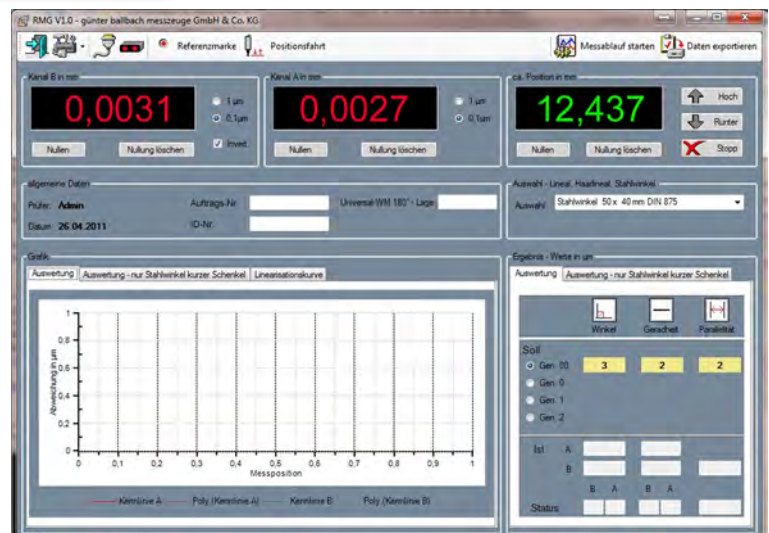 RMG V1.0 - günter ballbach messzeuge GmbH & Co. KG
Referenzmarke Positionsfahrt Messablauf starten Daten exportieren
Kanal B in mm Kanal A in mm ca. Position in mm
0,0031 1 µm 0,0027 1 µm 12,437 Hoch
0,1µm 0,1µm Runter
Nullen Nullung löschen Invert. Nullen Nullung löschen Nullen Nullung löschen Stopp
allgemeine Daten Auswahl - Lineal, Haarlineal, Stahlwinkel -
Prüfer: Admin Auftrags-Nr. Universal-WM 180° - Lage: Auswahl: Stahlwinkel 50 x 40 mm DIN 875
Datum: 26.04.2011 ID-Nr.
Grafik Ergebnis - Werte in µm
Auswertung Auswertung - nur Stahlwinkel kurzer Schenkel Linearisationskurve Auswertung Auswertung - nur Stahlwinkel kurzer Schenkel
Winkel Geradheit Parallelität
Abweichung in µm
1
0,8
0,6
0,4
0,2
0
0 0,1 0,2 0,3 0,4 0,5 0,6 0,7 0,8 0,9 1
Messposition
Kennlinie A Poly (Kennlinie A) Kennlinie B Poly (Kennlinie B)
Soll
Gen. 00 3 2 2
Gen. 0
Gen. 1
Gen. 2
Ist A
B
B A B A
Status